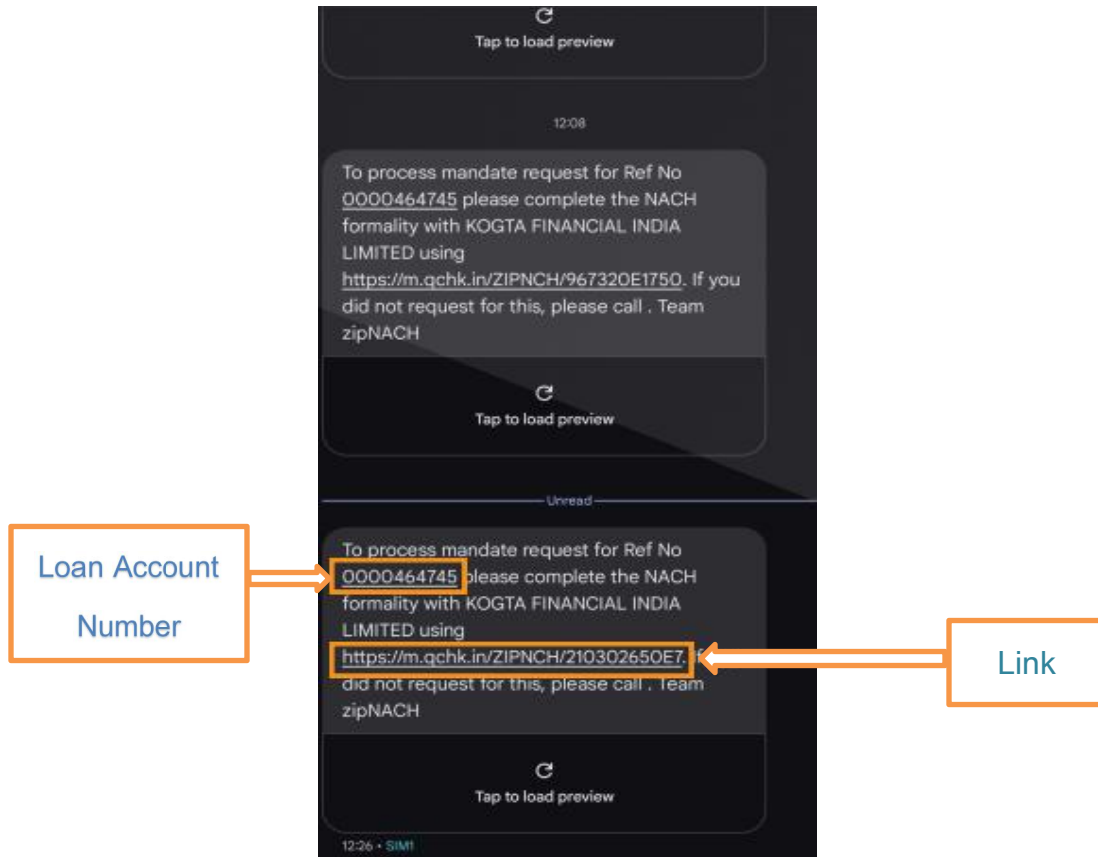 Tap to load preview
12:08
To process mandate request for Ref No
0000464745 please complete the NACH
formality with KOGTA FINANCIAL INDIA
LIMITED using
https://m.qchk.in/ZIPNCH/967320E1750. If you
did not request for this, please call . Team
zipNACH
Tap to load preview
Unread
To process mandate request for Ref No
0000464745 please complete the NACH
formality with KOGTA FINANCIAL INDIA
LIMITED using
https://m.qchk.in/ZIPNCH/210302650E7. If
did not request for this, please call . Team
zipNACH
Tap to load preview
12:26 • SIM1
Loan Account
Number
Link